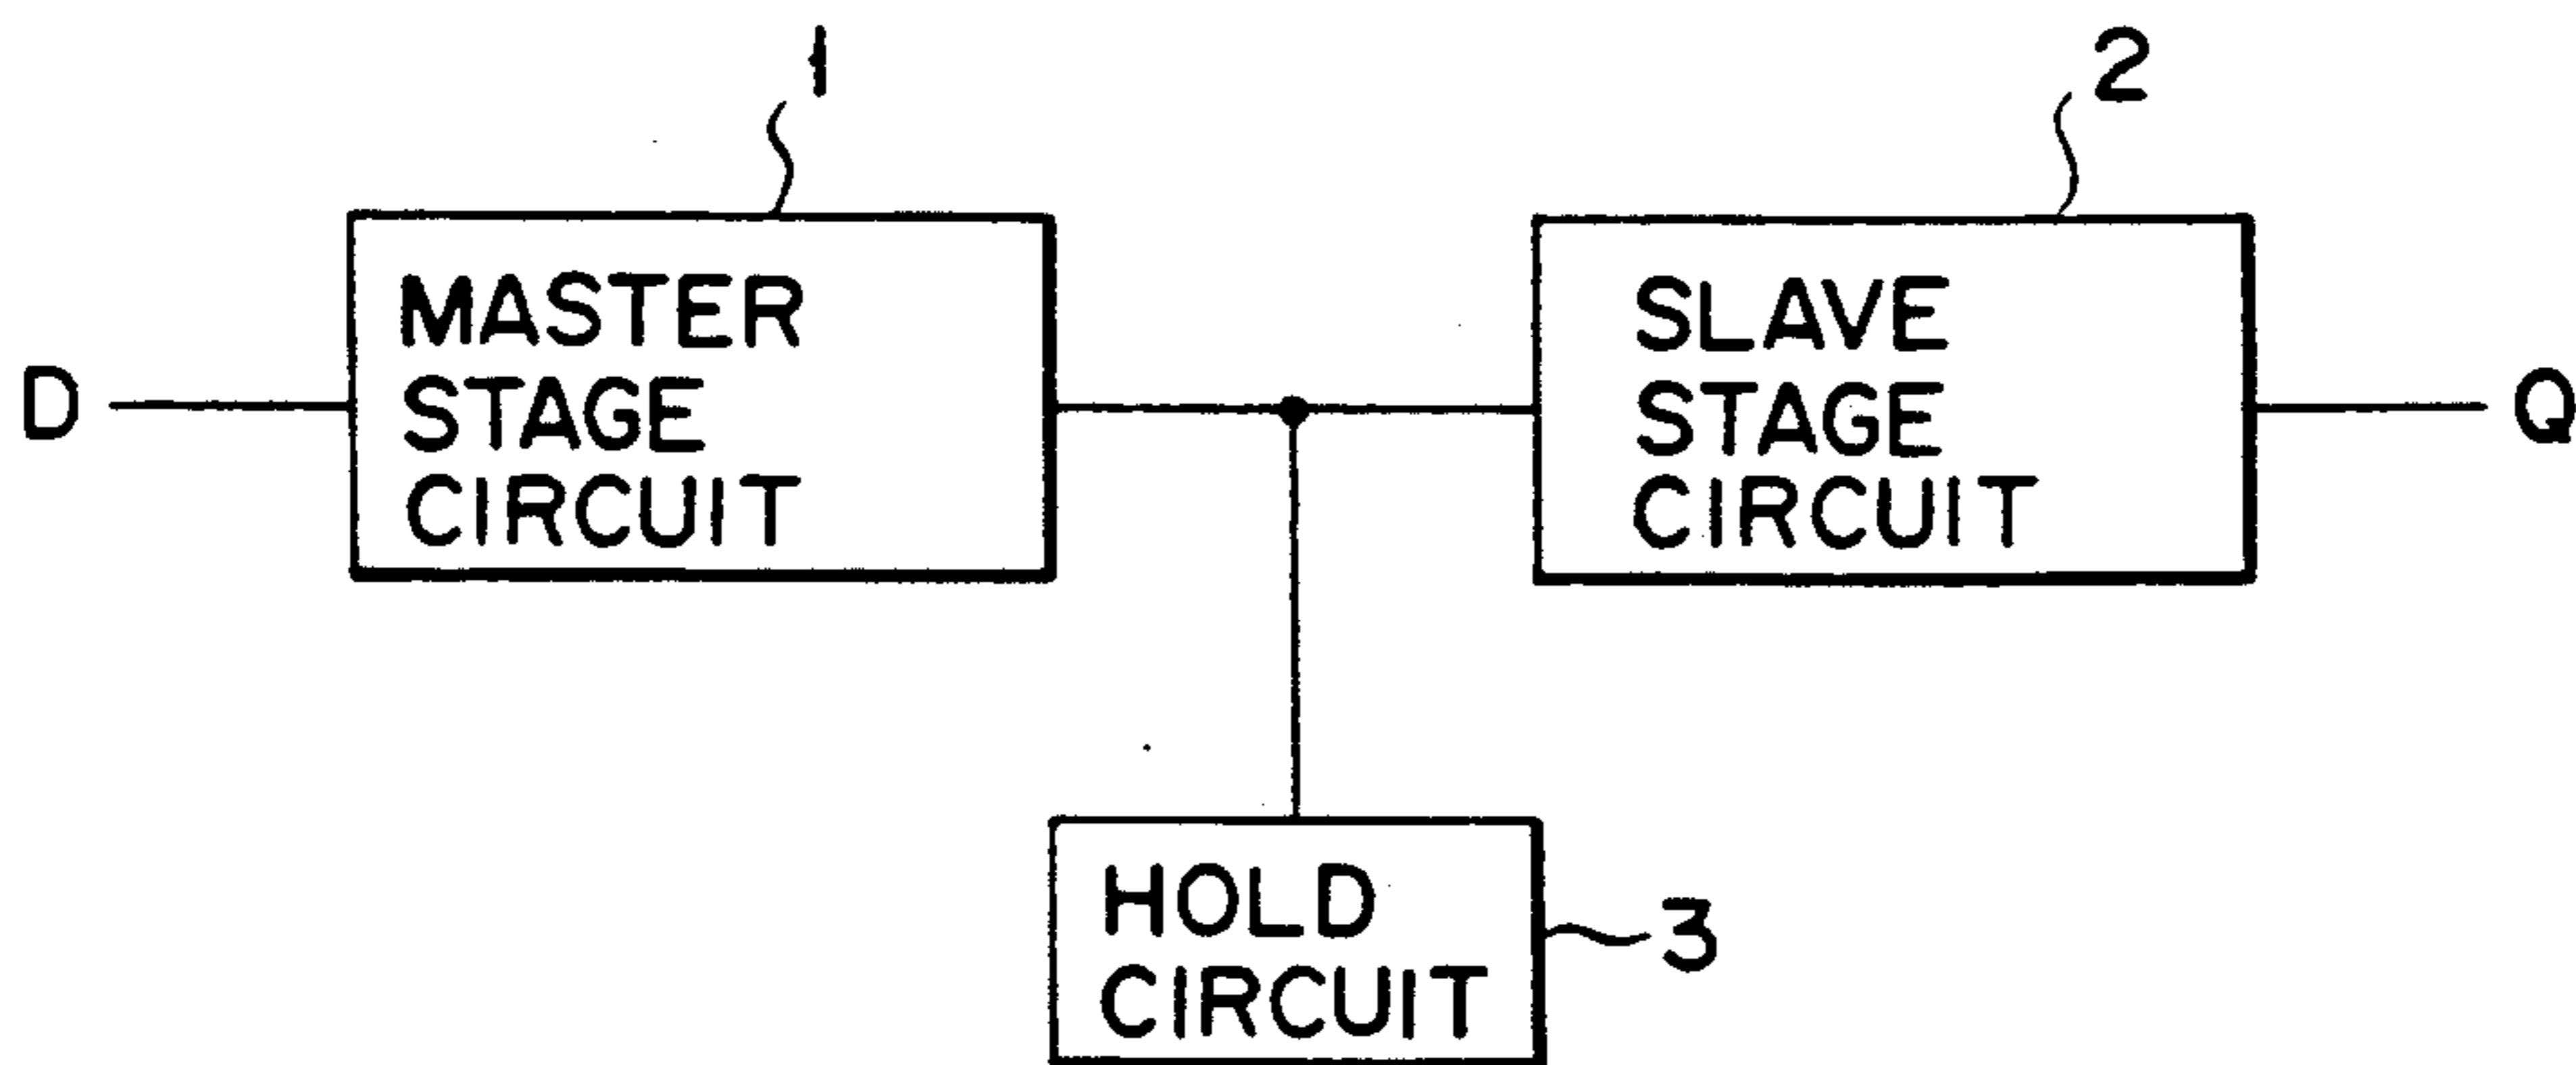 1
2
MASTER
STAGE
CIRCUIT
SLAVE
STAGE
CIRCUIT
D
Q
HOLD
CIRCUIT
3